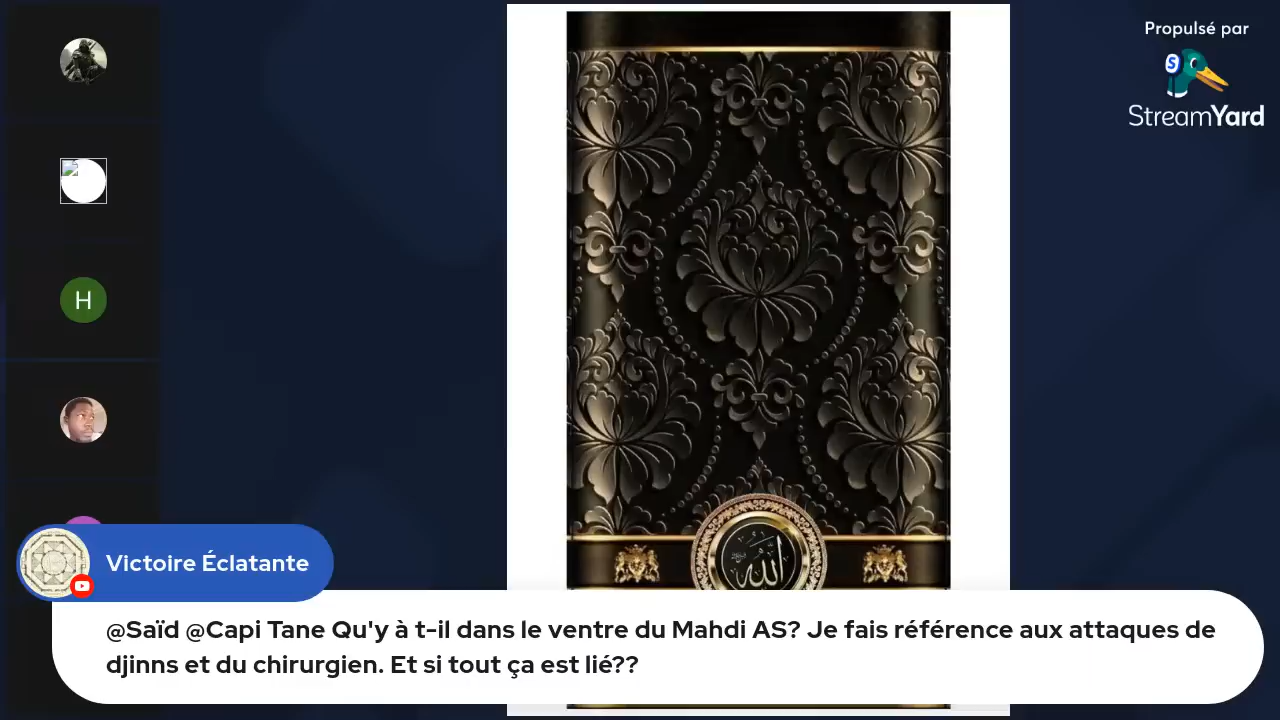 Propulsé par
StreamYard
H
الله
Victoire Éclatante
@Saïd @Capi Tane Qu'y à t-il dans le ventre du Mahdi AS? Je fais référence aux attaques de
djinns et du chirurgien. Et si tout ça est lié??